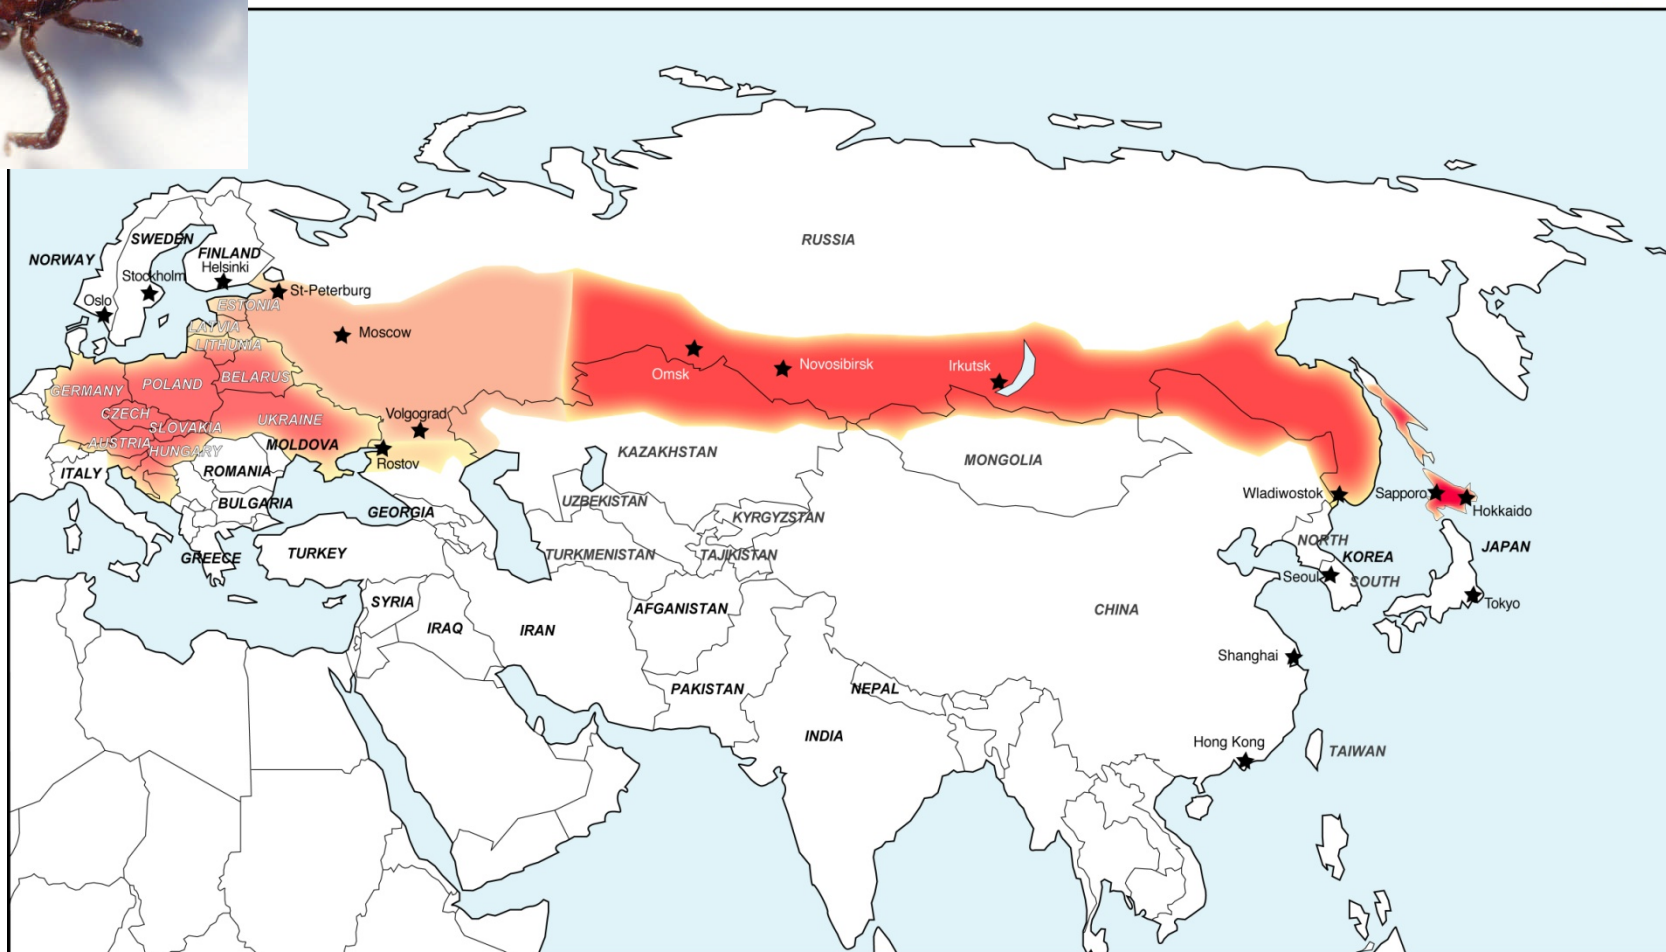 RUSSIA
SWEDEN
NORWAY
FINLAND
Helsinki
Stockholm
Oslo
St-Peterburg
ESTONIA
LATVIA
Moscow
LITHUNIA
Omsk
Novosibirsk
Irkutsk
GERMANY
POLAND
BELARUS
CZECH
UKRAINE
Volgograd
SLOVAKIA
AUSTRIA
HUNGARY
MOLDOVA
Rostov
ITALY
ROMANIA
KAZAKHSTAN
MONGOLIA
BULGARIA
GEORGIA
UZBEKISTAN
KYRGYZSTAN
Wladiwostok
Sapporo
Hokkaido
GREECE
TURKEY
TURKMENISTAN
TAJIKISTAN
NORTH
KOREA
JAPAN
Seoul
SOUTH
SYRIA
AFGANISTAN
CHINA
Tokyo
IRAQ
IRAN
Shanghai
PAKISTAN
NEPAL
INDIA
Hong Kong
TAIWAN